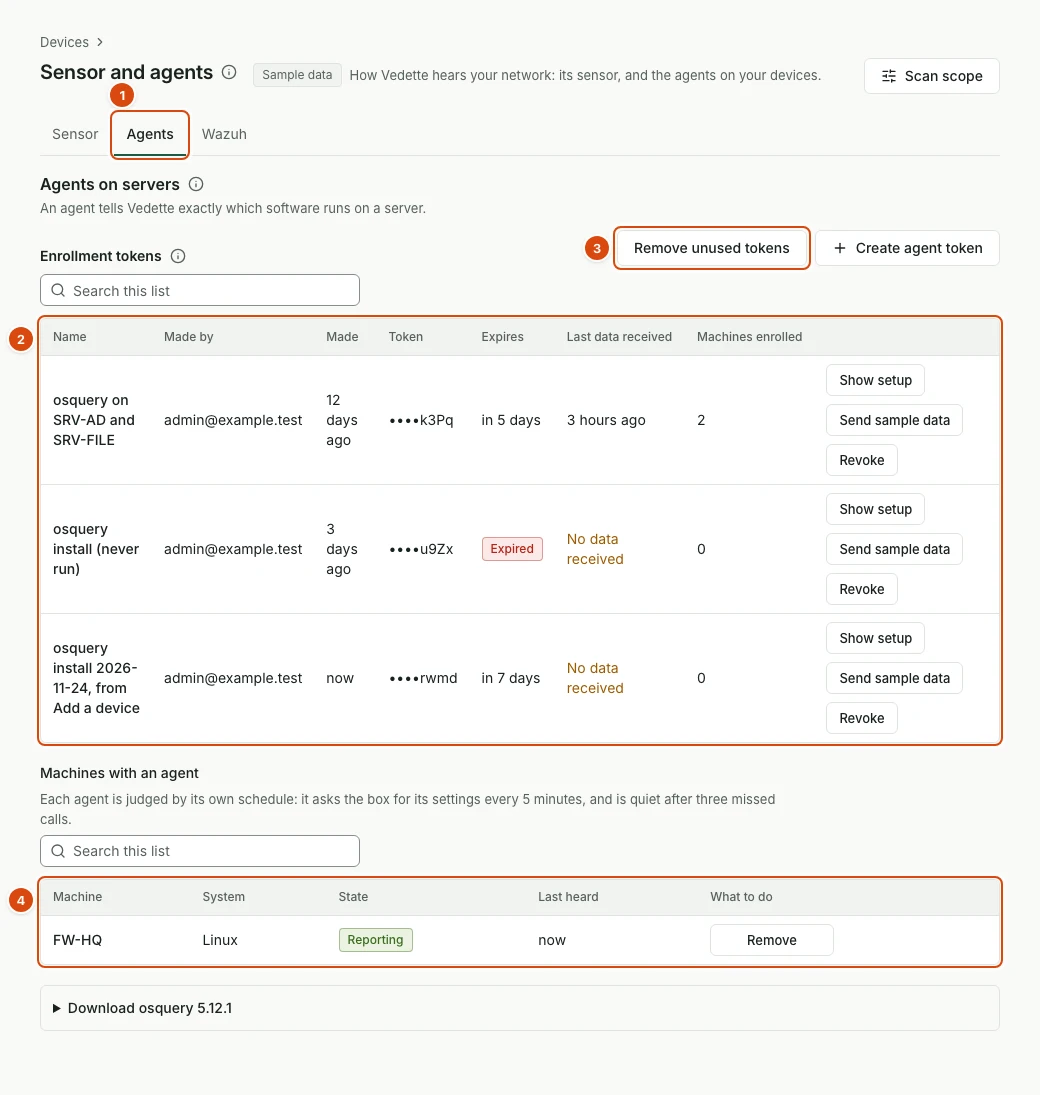 Devices
Sensor and agents
Sample data
How Vedette hears your network: its sensor, and the agents on your devices.
Scan scope
1
Sensor
Agents
Wazuh
Agents on servers
An agent tells Vedette exactly which software runs on a server.
Enrollment tokens
3
Remove unused tokens
Create agent token
Search this list
2
Name Made by Made Token Expires Last data received Machines enrolled
osquery on
SRV-AD and
SRV-FILE
admin@example.test
12
days
ago
••••k3Pq
in 5 days
3 hours ago
2
Show setup
Send sample data
Revoke
osquery
install (never
run)
admin@example.test
3
days
ago
••••u9Zx
Expired
No data
received
0
Show setup
Send sample data
Revoke
osquery
install 2026-
11-24, from
Add a device
admin@example.test
now
••••rwmd
in 7 days
No data
received
0
Show setup
Send sample data
Revoke
Machines with an agent
Each agent is judged by its own schedule: it asks the box for its settings every 5 minutes, and is quiet after three missed
calls.
Search this list
4
Machine System State Last heard What to do
FW-HQ Linux Reporting now Remove
Download osquery 5.12.1